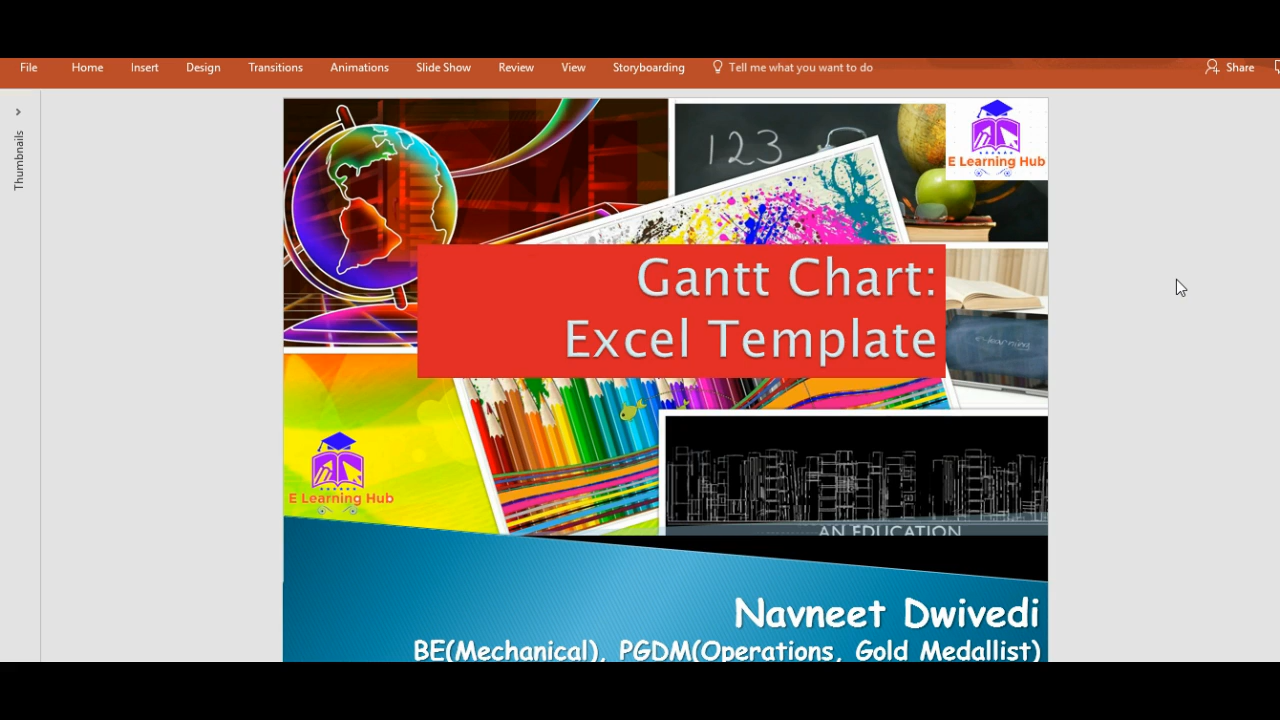 File Home Insert Design Transitions Animations Slide Show Review View Storyboarding Tell me what you want to do Share
Thumbnails
123
E Learning Hub
Gantt Chart:
Excel Template
e-learning
E Learning Hub
AN EDUCATION
Navneet Dwivedi
BE(Mechanical), PGDM(Operations, Gold Medallist)